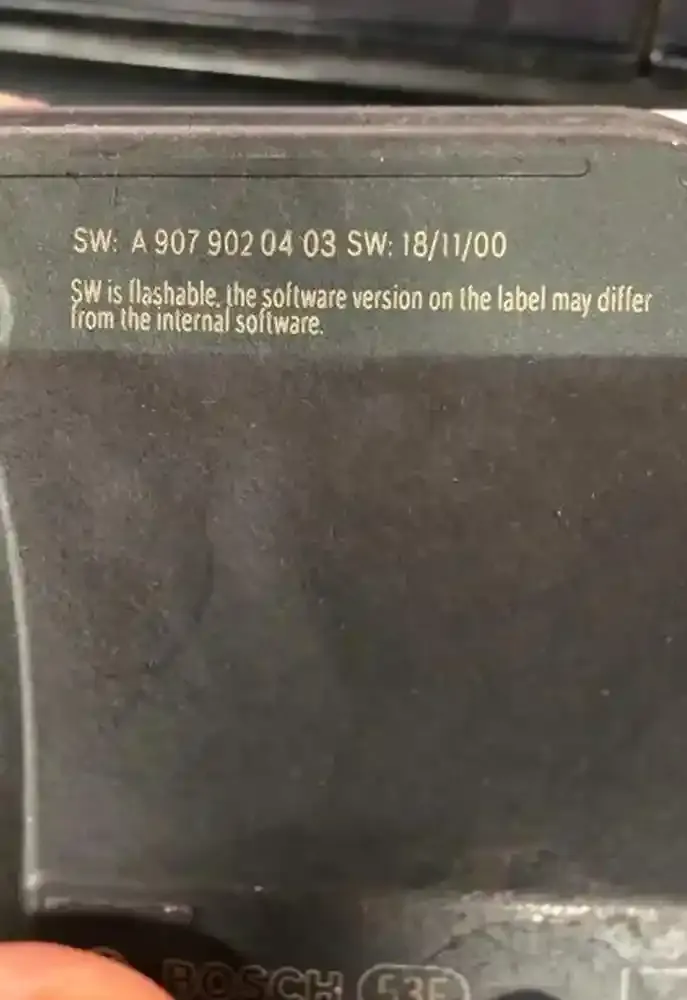 SW: A 907 902 04 03 SW: 18/11/00
SW is flashable, the software version on the label may differ
from the internal software.
BOSCH